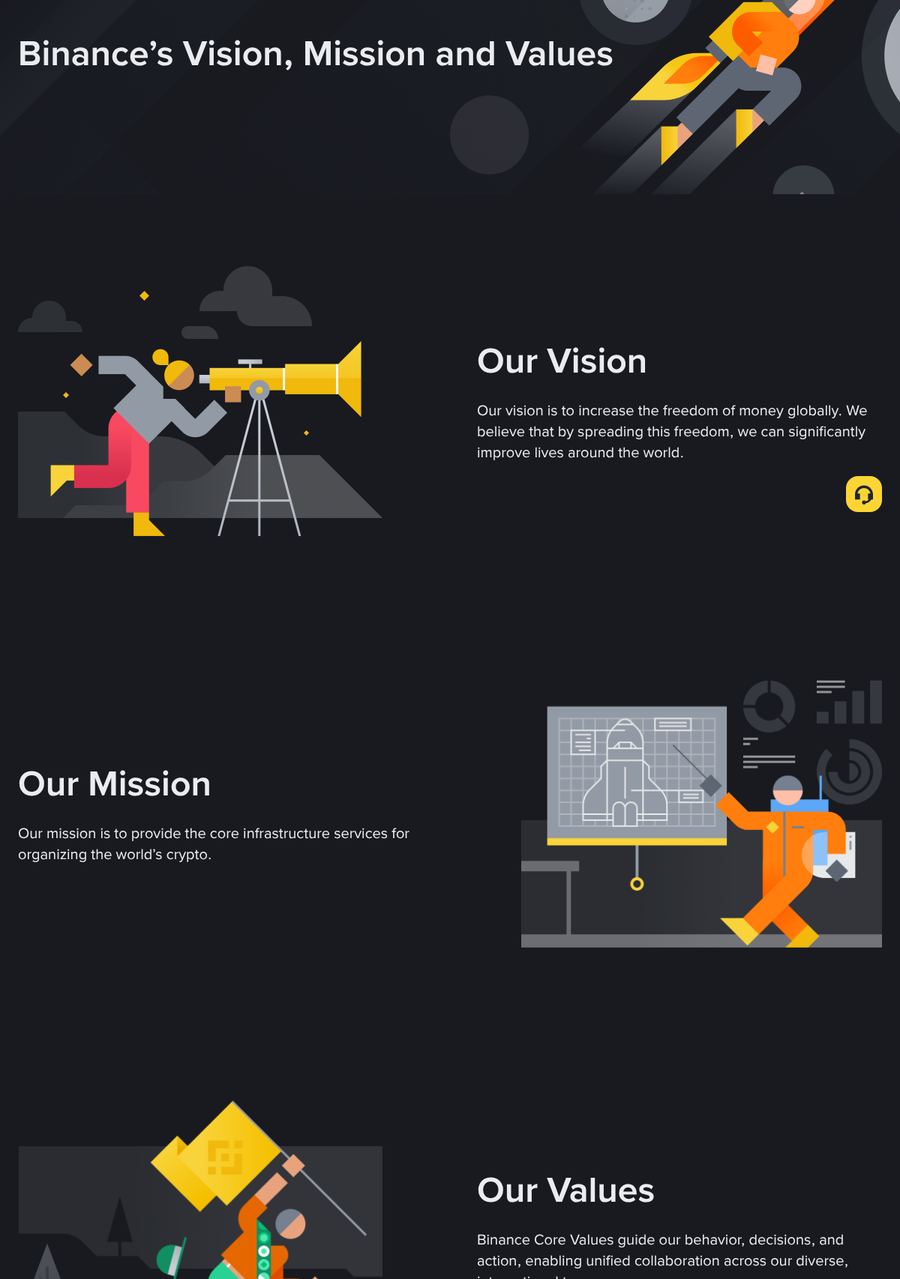 Binance’s Vision, Mission and Values
Our Vision
Our vision is to increase the freedom of money globally. We
believe that by spreading this freedom, we can significantly
improve lives around the world.
Our Mission
Our mission is to provide the core infrastructure services for
organizing the world’s crypto.
Our Values
Binance Core Values guide our behavior, decisions, and
action, enabling unified collaboration across our diverse,